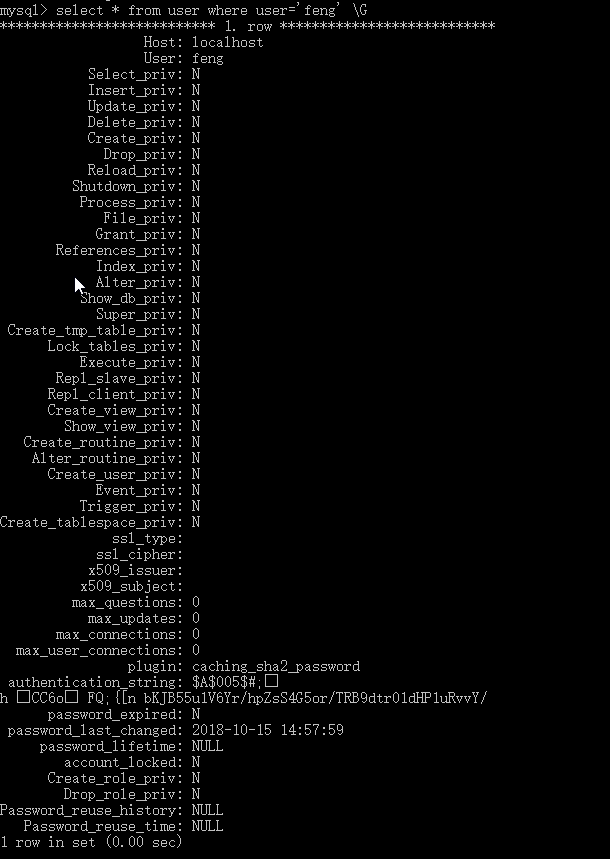 mysql> select * from user where user='feng' \G
*************************** 1. row ***************************
Host: localhost
User: feng
Select_priv: N
Insert_priv: N
Update_priv: N
Delete_priv: N
Create_priv: N
Drop_priv: N
Reload_priv: N
Shutdown_priv: N
Process_priv: N
File_priv: N
Grant_priv: N
References_priv: N
Index_priv: N
Alter_priv: N
Show_db_priv: N
Super_priv: N
Create_tmp_table_priv: N
Lock_tables_priv: N
Execute_priv: N
Repl_slave_priv: N
Repl_client_priv: N
Create_view_priv: N
Show_view_priv: N
Create_routine_priv: N
Alter_routine_priv: N
Create_user_priv: N
Event_priv: N
Trigger_priv: N
Create_tablespace_priv: N
ssl_type:
ssl_cipher:
x509_issuer:
x509_subject:
max_questions: 0
max_updates: 0
max_connections: 0
max_user_connections: 0
plugin: caching_sha2_password
authentication_string: $A$005$#;□
h □CC6o□ FQ;{[n bKJB55u1V6Yr/hpZsS4G5or/TRB9dtr01dHP1uRvvY/
password_expired: N
password_last_changed: 2018-10-15 14:57:59
password_lifetime: NULL
account_locked: N
Create_role_priv: N
Drop_role_priv: N
Password_reuse_history: NULL
Password_reuse_time: NULL
1 row in set (0.00 sec)